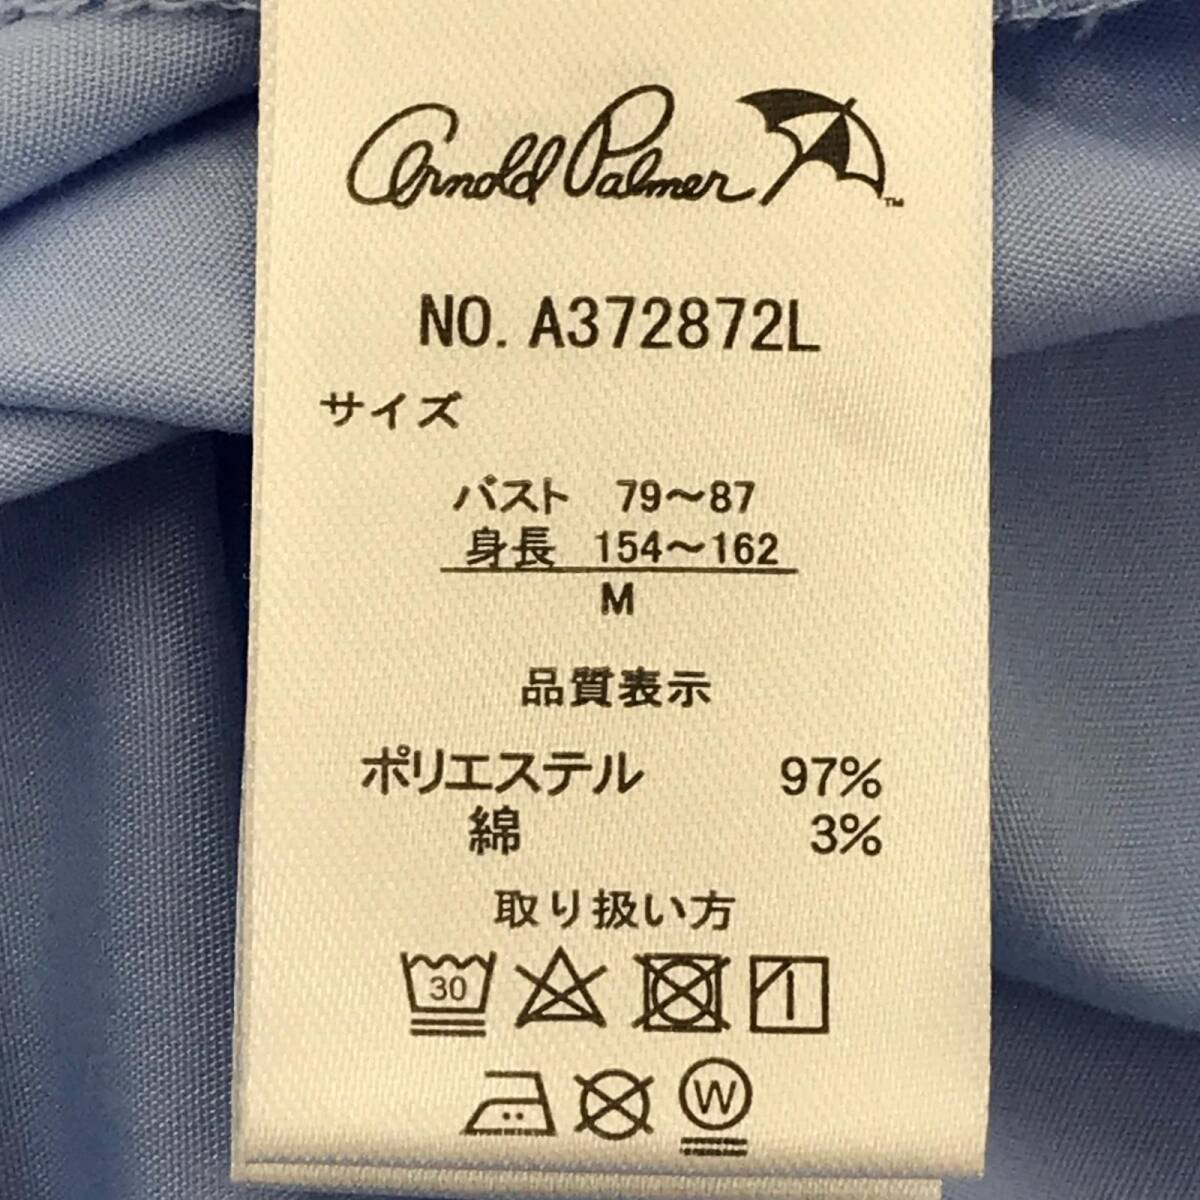 Arnold Palmer TM
NO. A372872L
サイズ
バスト 79～87
身長 154～162
M
品質表示
ポリエステル 97%
綿 3%
取り扱い方
30
W